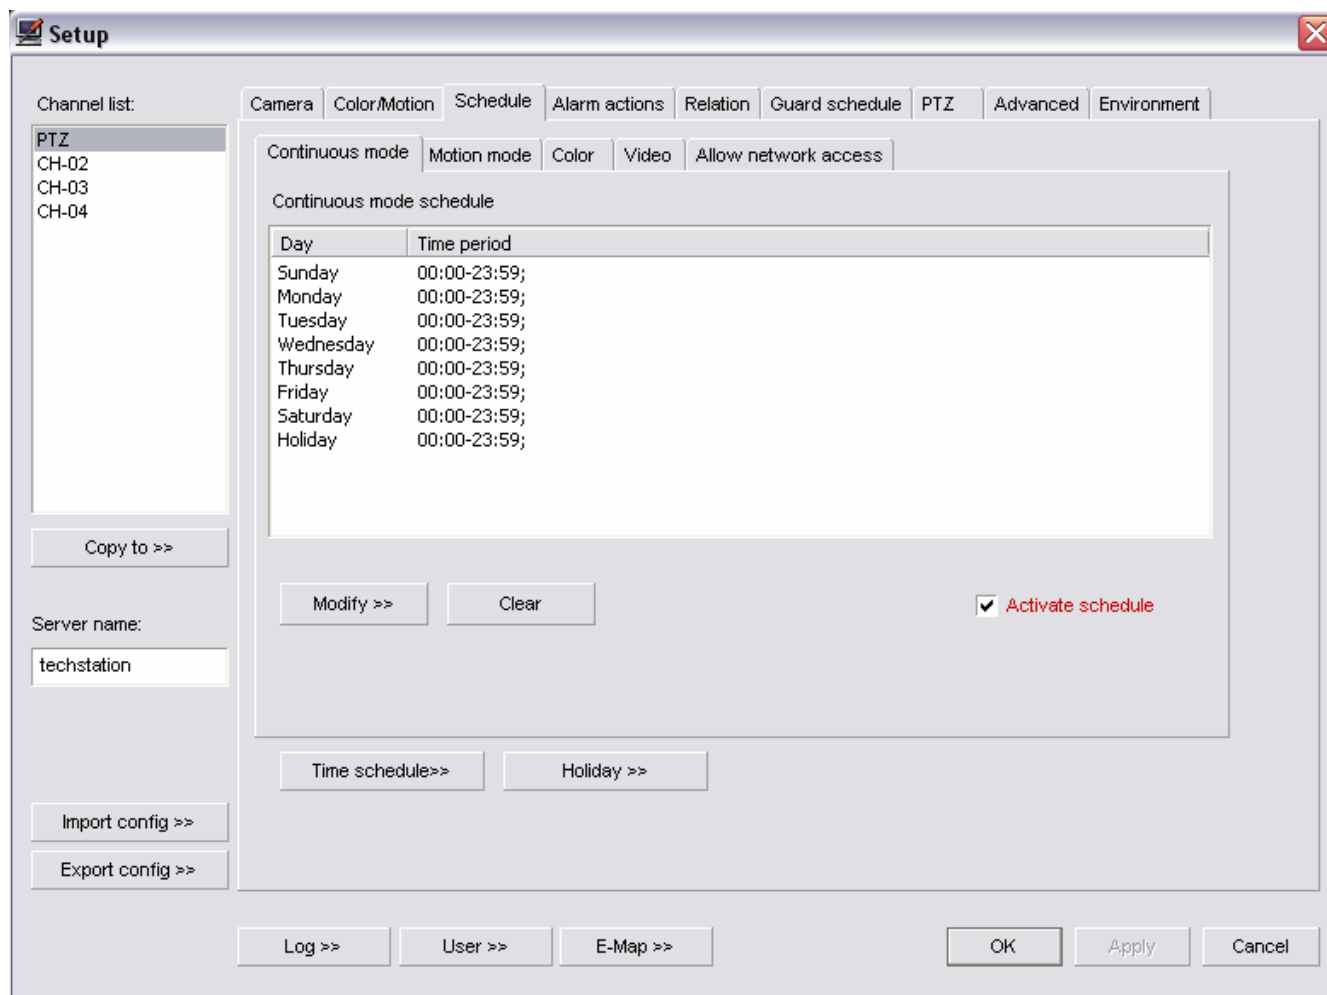 Setup
Channel list:
PTZ
CH-02
CH-03
CH-04
Copy to >>
Server name:
techstation
Import config >>
Export config >>
Camera Color/Motion Schedule Alarm actions Relation Guard schedule PTZ Advanced Environment
Continuous mode Motion mode Color Video Allow network access
Continuous mode schedule
Day Time period
Sunday 00:00-23:59;
Monday 00:00-23:59;
Tuesday 00:00-23:59;
Wednesday 00:00-23:59;
Thursday 00:00-23:59;
Friday 00:00-23:59;
Saturday 00:00-23:59;
Holiday 00:00-23:59;
Modify >> Clear Activate schedule
Time schedule>> Holiday >>
Log >> User >> E-Map >> OK Apply Cancel